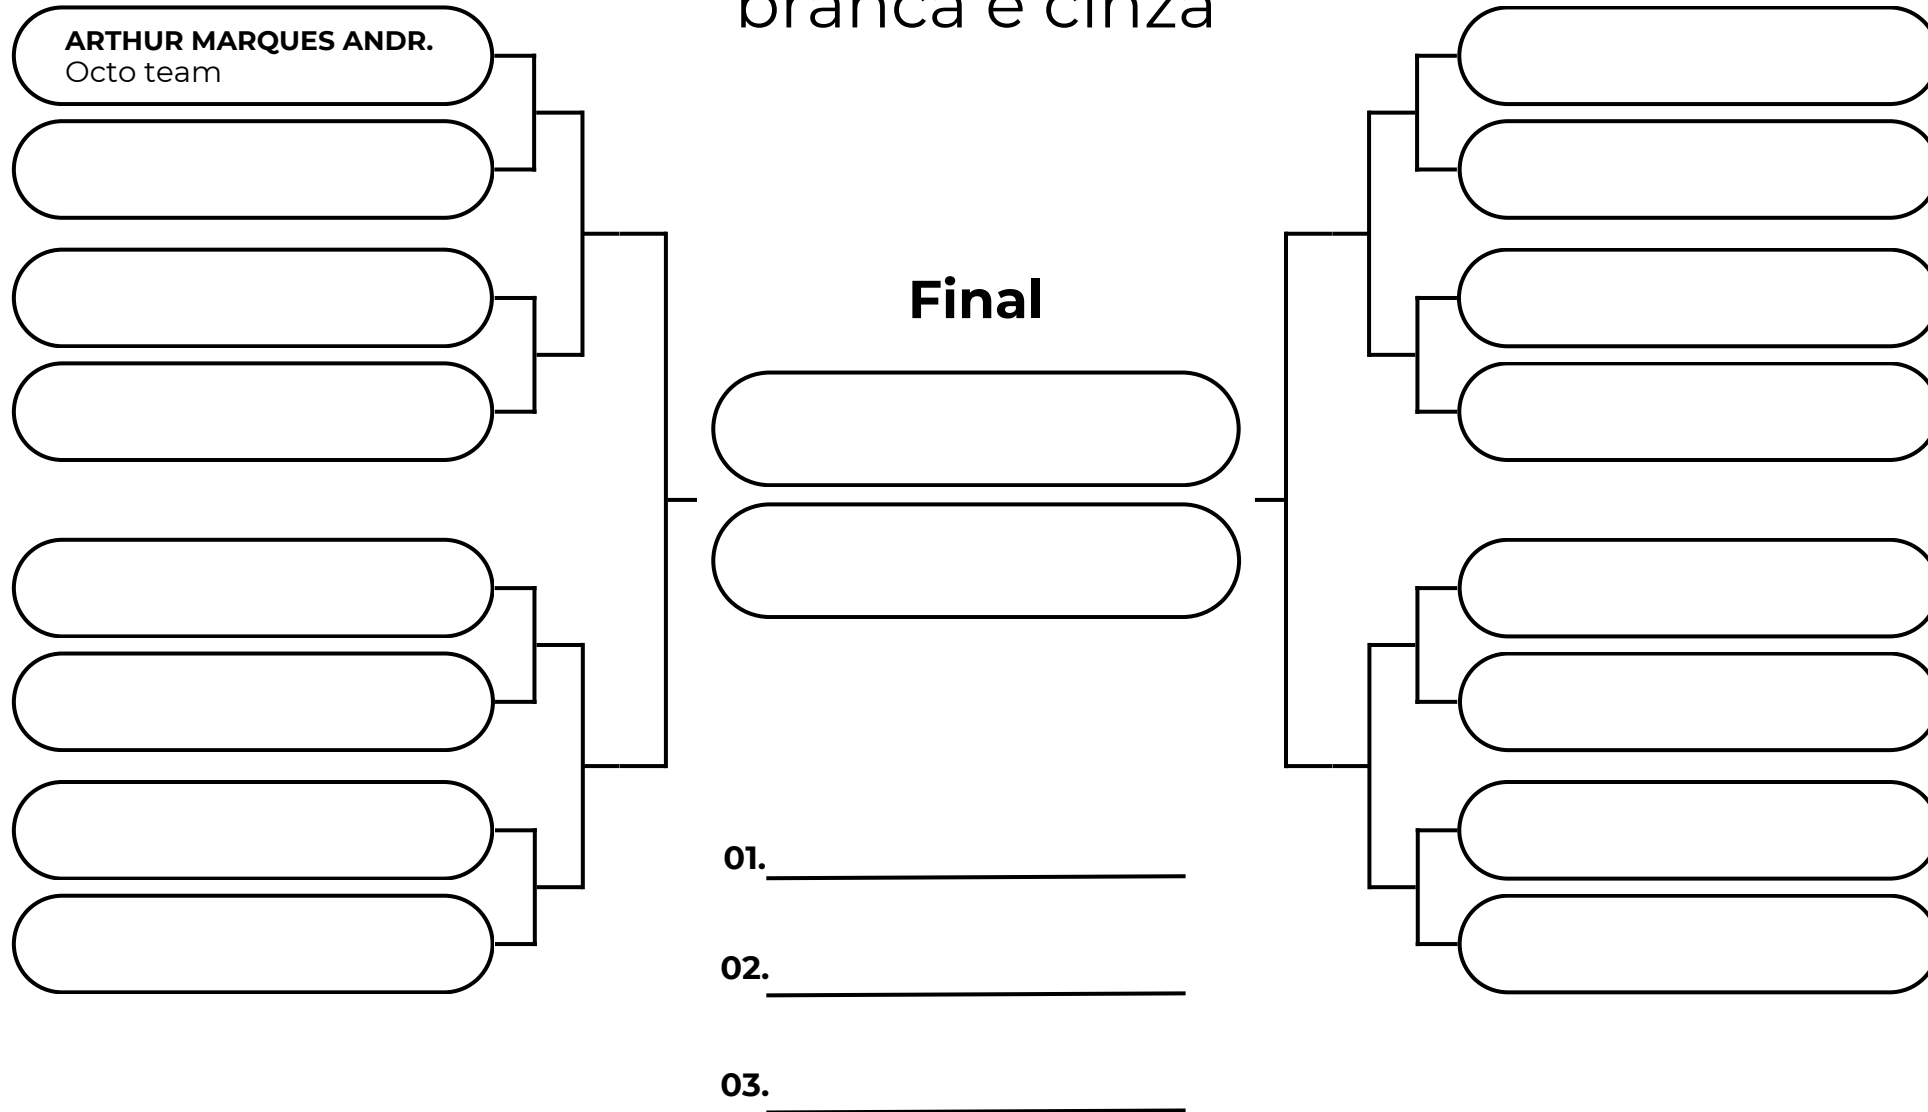 branca e cinza
ARTHUR MARQUES ANDR.
Octo team
Final
01.
02.
03.